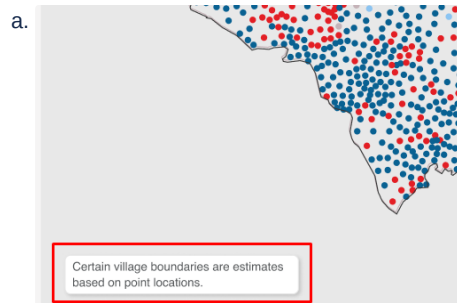 a.
Certain village boundaries are estimates
based on point locations.